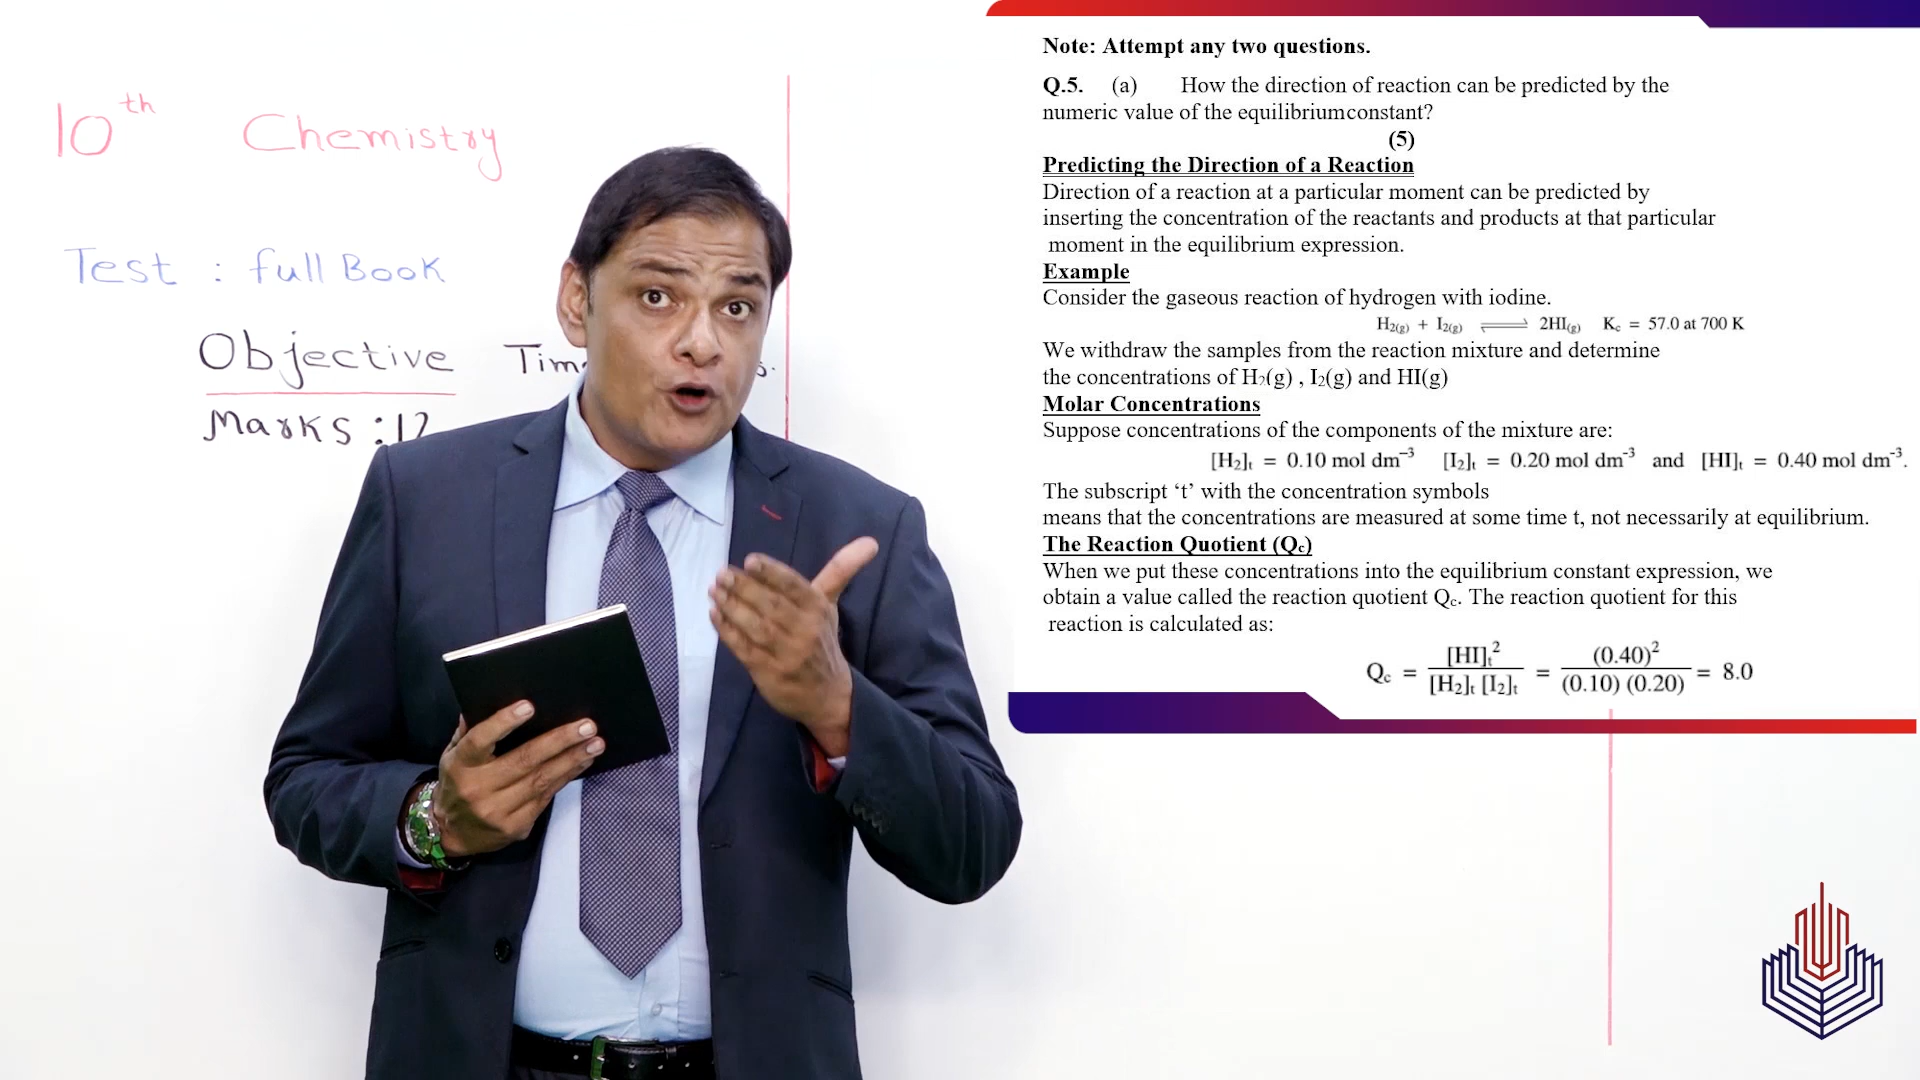 10th Chemistry
Test : full Book
Objective
Marks :12
Note: Attempt any two questions.
Q.5. (a) How the direction of reaction can be predicted by the
numeric value of the equilibriumconstant?
(5)
Predicting the Direction of a Reaction
Direction of a reaction at a particular moment can be predicted by
inserting the concentration of the reactants and products at that particular
moment in the equilibrium expression.
Example
Consider the gaseous reaction of hydrogen with iodine.
H₂(g) + I₂(g) ⇌ 2HI(g) Kc = 57.0 at 700 K
We withdraw the samples from the reaction mixture and determine
the concentrations of H₂(g) , I₂(g) and HI(g)
Molar Concentrations
Suppose concentrations of the components of the mixture are:
[H₂]t = 0.10 mol dm⁻³ [I₂]t = 0.20 mol dm⁻³ and [HI]t = 0.40 mol dm⁻³.
The subscript ‘t’ with the concentration symbols
means that the concentrations are measured at some time t, not necessarily at equilibrium.
The Reaction Quotient (Qc)
When we put these concentrations into the equilibrium constant expression, we
obtain a value called the reaction quotient Qc. The reaction quotient for this
reaction is calculated as:
Qc = [HI]t² / [H₂]t [I₂]t = (0.40)² / (0.10) (0.20) = 8.0